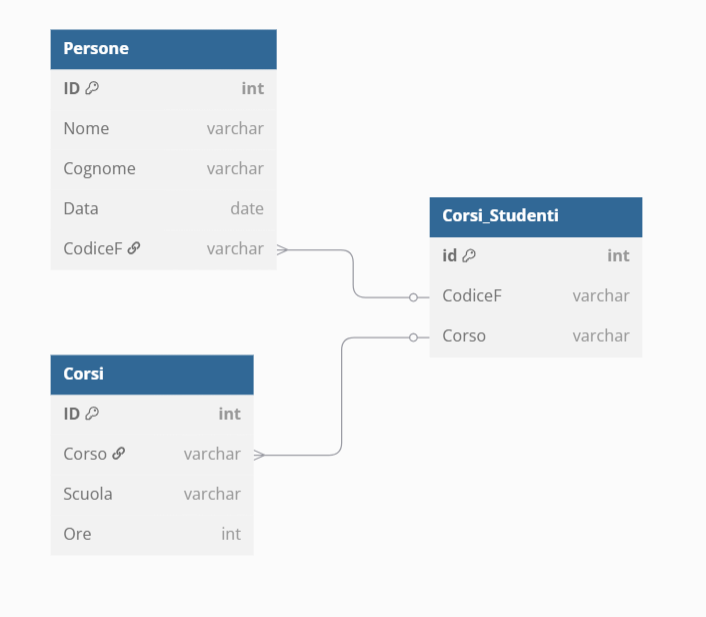 Persone
ID int
Nome varchar
Cognome varchar
Data date
CodiceF varchar
Corsi_Studenti
id int
CodiceF varchar
Corso varchar
Corsi
ID int
Corso varchar
Scuola varchar
Ore int